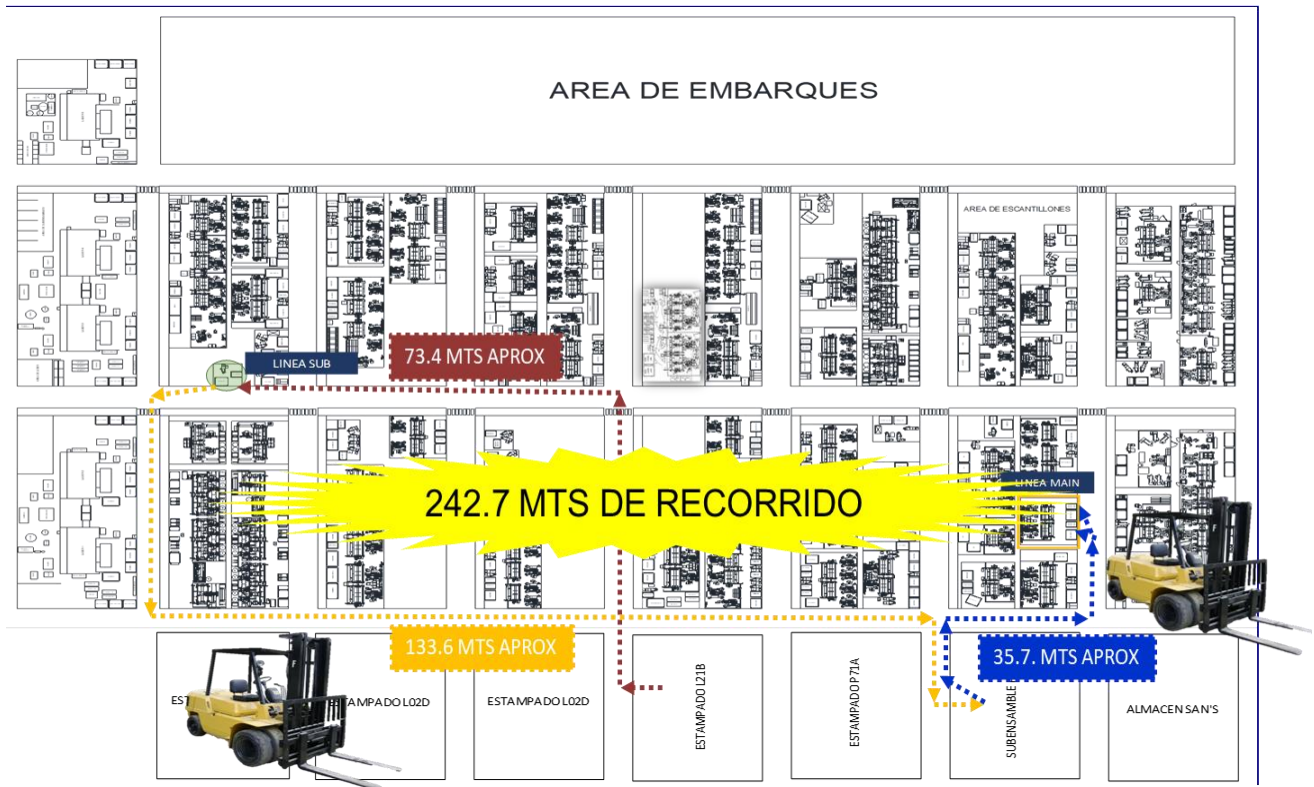 AREA DE EMBARQUES
AREA DE ESCANTILLONES
LINEA SUB
73.4 MTS APROX
LINEA MAIN
242.7 MTS DE RECORRIDO
133.6 MTS APROX
35.7. MTS APROX
ESTAMPADO L02D
ESTAMPADO L02D
ESTAMPADO L21B
ESTAMPADO P71A
SUBENSAMBLE
ALMACEN SAN'S